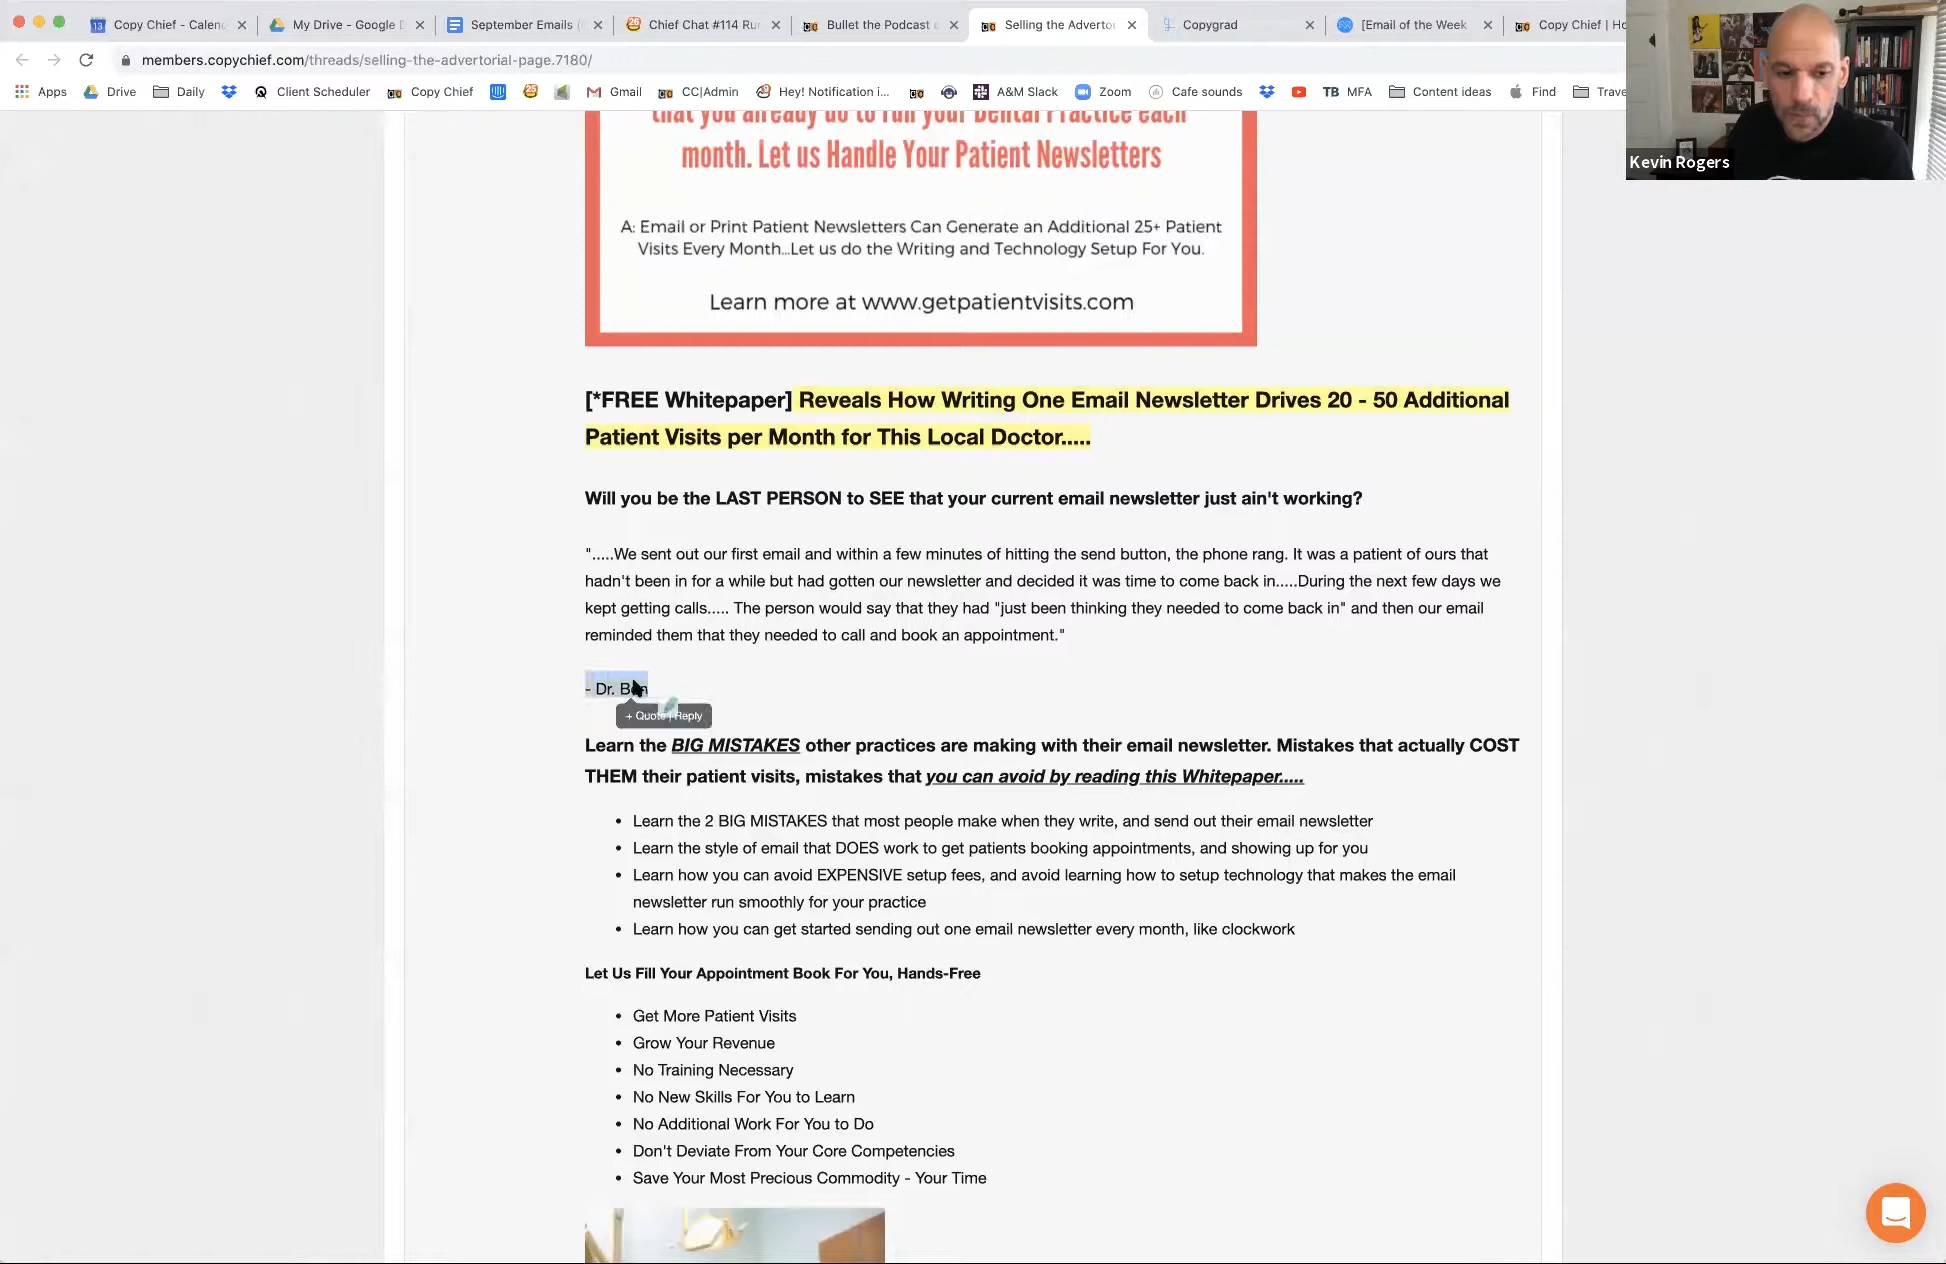 Copy Chief - Calen
My Drive - Google D
September Emails (
Chief Chat #114 Ru
Bullet the Podcast
Selling the Adverto
Copygrad
[Email of the Week
Copy Chief | Ho
members.copychief.com/threads/selling-the-advertorial-page.7180/
Apps
Drive
Daily
Client Scheduler
Copy Chief
Gmail
CC|Admin
Hey! Notification i...
A&M Slack
Zoom
Cafe sounds
TB MFA
Content ideas
Find
Trave
Kevin Rogers
that you already do to run your Dental Practice each
month. Let us Handle Your Patient Newsletters
A: Email or Print Patient Newsletters Can Generate an Additional 25+ Patient
Visits Every Month...Let us do the Writing and Technology Setup For You.
Learn more at www.getpatientvisits.com
[*FREE Whitepaper] Reveals How Writing One Email Newsletter Drives 20 - 50 Additional
Patient Visits per Month for This Local Doctor.....
Will you be the LAST PERSON to SEE that your current email newsletter just ain't working?
".....We sent out our first email and within a few minutes of hitting the send button, the phone rang. It was a patient of ours that
hadn't been in for a while but had gotten our newsletter and decided it was time to come back in.....During the next few days we
kept getting calls..... The person would say that they had "just been thinking they needed to come back in" and then our email
reminded them that they needed to call and book an appointment."
- Dr. Ben
+ Quote | Reply
Learn the BIG MISTAKES other practices are making with their email newsletter. Mistakes that actually COST
THEM their patient visits, mistakes that you can avoid by reading this Whitepaper.....
• Learn the 2 BIG MISTAKES that most people make when they write, and send out their email newsletter
• Learn the style of email that DOES work to get patients booking appointments, and showing up for you
• Learn how you can avoid EXPENSIVE setup fees, and avoid learning how to setup technology that makes the email
newsletter run smoothly for your practice
• Learn how you can get started sending out one email newsletter every month, like clockwork
Let Us Fill Your Appointment Book For You, Hands-Free
• Get More Patient Visits
• Grow Your Revenue
• No Training Necessary
• No New Skills For You to Learn
• No Additional Work For You to Do
• Don't Deviate From Your Core Competencies
• Save Your Most Precious Commodity - Your Time